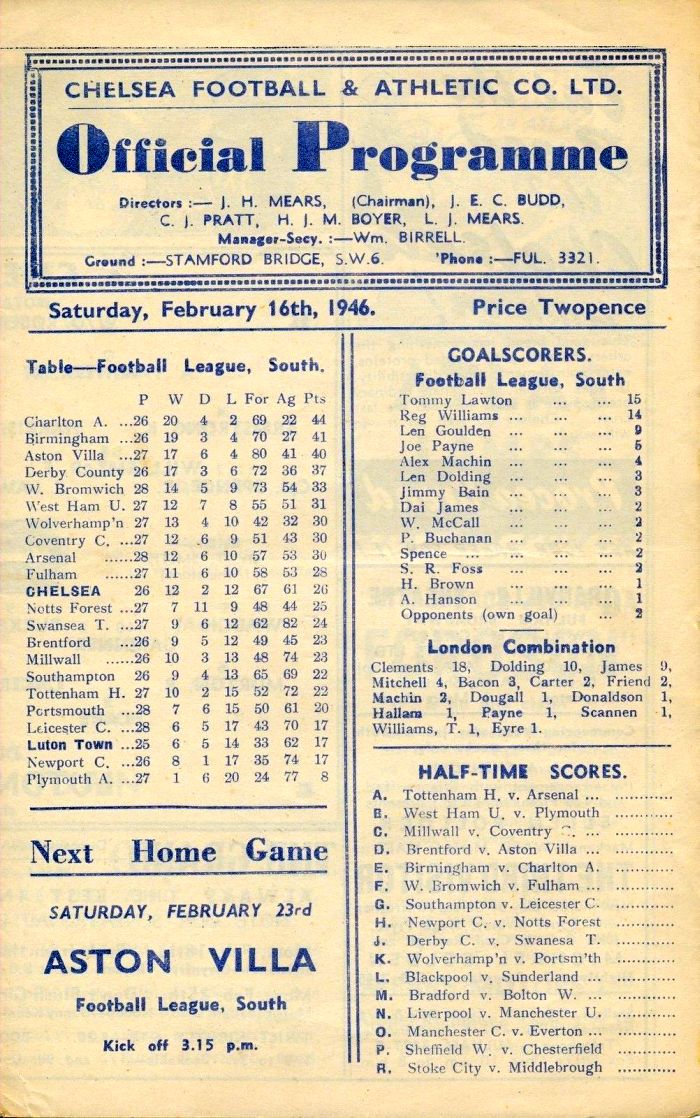 CHELSEA FOOTBALL & ATHLETIC CO. LTD.
Official Programme
Directors :— J. H. MEARS, (Chairman), J. E. C. BUDD,
C. J. PRATT, H. J. M. BOYER, L. J. MEARS.
Manager-Secy. :—Wm. BIRRELL.
Ground :—STAMFORD BRIDGE, S.W.6. 'Phone :—FUL. 3321.
Saturday, February 16th, 1946. Price Twopence
Table—Football League, South.
P W D L For Ag Pts
Charlton A. ...26 20 4 2 69 22 44
Birmingham ...26 19 3 4 70 27 41
Aston Villa ...27 17 6 4 80 41 40
Derby County 26 17 3 6 72 36 37
W. Bromwich 28 14 5 9 73 54 33
West Ham U. 27 12 7 8 55 51 31
Wolverhamp'n 27 13 4 10 42 32 30
Coventry C. ...27 12 6 9 51 43 30
Arsenal ......28 12 6 10 57 53 30
Fulham ......27 11 6 10 58 53 28
CHELSEA 26 12 2 12 67 61 26
Notts Forest ...27 7 11 9 48 44 25
Swansea T. ...27 9 6 12 62 82 24
Brentford ...26 9 5 12 49 45 23
Millwall ......26 10 3 13 48 74 23
Southampton 26 9 4 13 65 69 22
Tottenham H. 27 10 2 15 52 72 22
Portsmouth ...28 7 6 15 50 61 20
Leicester C. ...28 6 5 17 43 70 17
Luton Town ...25 6 5 14 33 62 17
Newport C. ...26 8 1 17 35 74 17
Plymouth A. ...27 1 6 20 24 77 8
Next Home Game
SATURDAY, FEBRUARY 23rd
ASTON VILLA
Football League, South
Kick off 3.15 p.m.
GOALSCORERS.
Football League, South
Tommy Lawton ... ... 15
Reg Williams ... ... ... 14
Len Goulden ... ... ... 9
Joe Payne ... ... ... 5
Alex Machin ... ... ... 4
Len Dolding ... ... ... 3
Jimmy Bain ... ... ... 3
Dai James ... ... ... 2
W. McCall ... ... ... 2
P. Buchanan ... ... ... 2
Spence ... ... ... ... 2
S. R. Foss ... ... ... 2
H. Brown ... ... ... 1
A. Hanson ... ... ... 1
Opponents (own goal) ... 2
London Combination
Clements 18, Dolding 10, James 9,
Mitchell 4, Bacon 3, Carter 2, Friend 2,
Machin 2, Dougall 1, Donaldson 1,
Hallam 1, Payne 1, Scannen 1,
Williams, T. 1, Eyre 1.
HALF-TIME SCORES.
A. Tottenham H. v. Arsenal ... ............
B. West Ham U. v. Plymouth ............
C. Millwall v. Coventry C. ... ............
D. Brentford v. Aston Villa ... ............
E. Birmingham v. Charlton A. ............
F. W. Bromwich v. Fulham ... ............
G. Southampton v. Leicester C. ............
H. Newport C. v. Notts Forest ............
J. Derby C. v. Swanesa T. ... ............
K. Wolverhamp'n v. Portsm'th ............
L. Blackpool v. Sunderland ... ............
M. Bradford v. Bolton W. ... ............
N. Liverpool v. Manchester U. ............
O. Manchester C. v. Everton ... ............
P. Sheffield W. v. Chesterfield ............
R. Stoke City v. Middlebrough ............